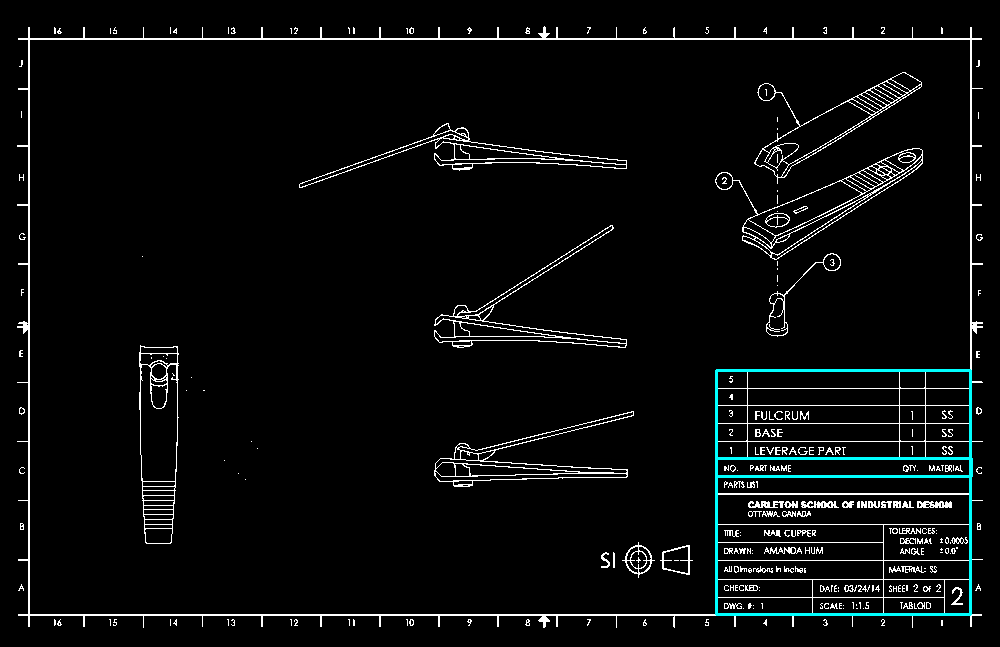 16 15 14 13 12 11 10 9 8 7 6 5 4 3 2 1
J J
I I
H H
G G
F F
E E
D D
C C
B B
A A
1
2
3
5
4
3 FULCRUM 1 SS
2 BASE 1 SS
1 LEVERAGE PART 1 SS
NO. PART NAME QTY. MATERIAL
PARTS LIST
CARLETON SCHOOL OF INDUSTRIAL DESIGN
OTTAWA, CANADA
TITLE: NAIL CLIPPER
DRAWN: AMANDA HUM
TOLERANCES:
DECIMAL ±0.0005
ANGLE ±0.0°
All Dimensions in Inches
MATERIAL: SS
CHECKED:
DATE: 03/24/14
SHEET 2 OF 2
DWG. #: 1
SCALE: 1:1.5
TABLOID
2
SI
16 15 14 13 12 11 10 9 8 7 6 5 4 3 2 1